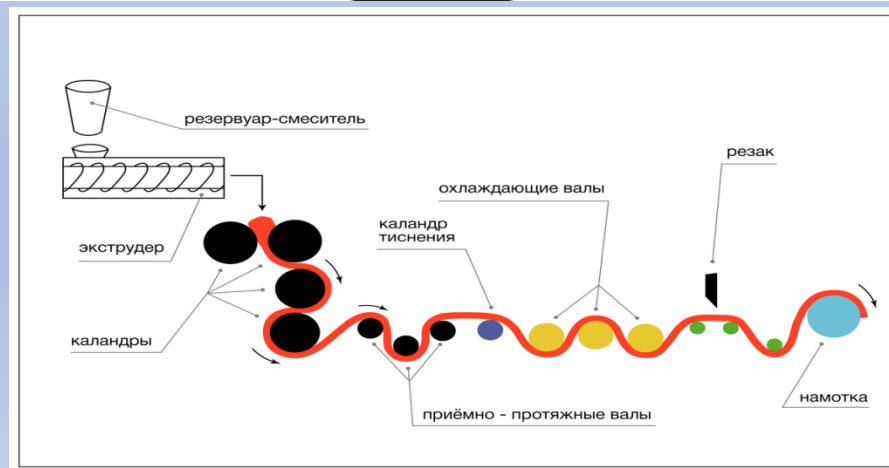 резервуар-смеситель
резак
охлаждающие валы
каландр
тиснения
экструдер
каландры
намотка
приёмно - протяжные валы